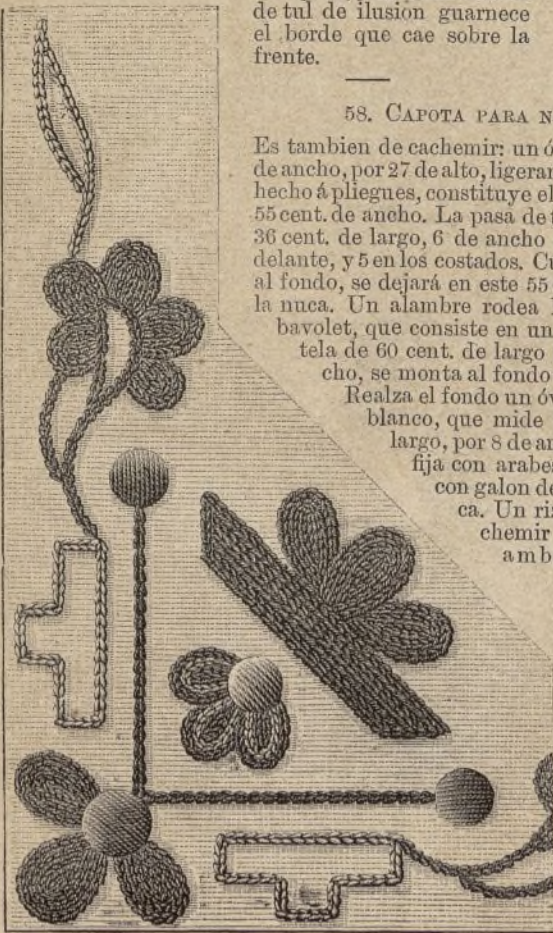 de tul de ilusion guarnece
el borde que cae sobre la
frente.
58. CAPOTA PARA N
Es tambien de cachemir: un ó
de ancho, por 27 de alto, ligerar
hecho á pliegues, constituye el
55 cent. de ancho. La pasa de t
36 cent. de largo, 6 de ancho
delante, y 5 en los costados. Cu
al fondo, se dejará en este 55
la nuca. Un alambre rodea
bavolet, que consiste en un
tela de 60 cent. de largo
cho, se monta al fondo
Realza el fondo un óv
blanco, que mide
largo, por 8 de an
fija con arabes
con galon de
ca. Un riz
chemir
amb